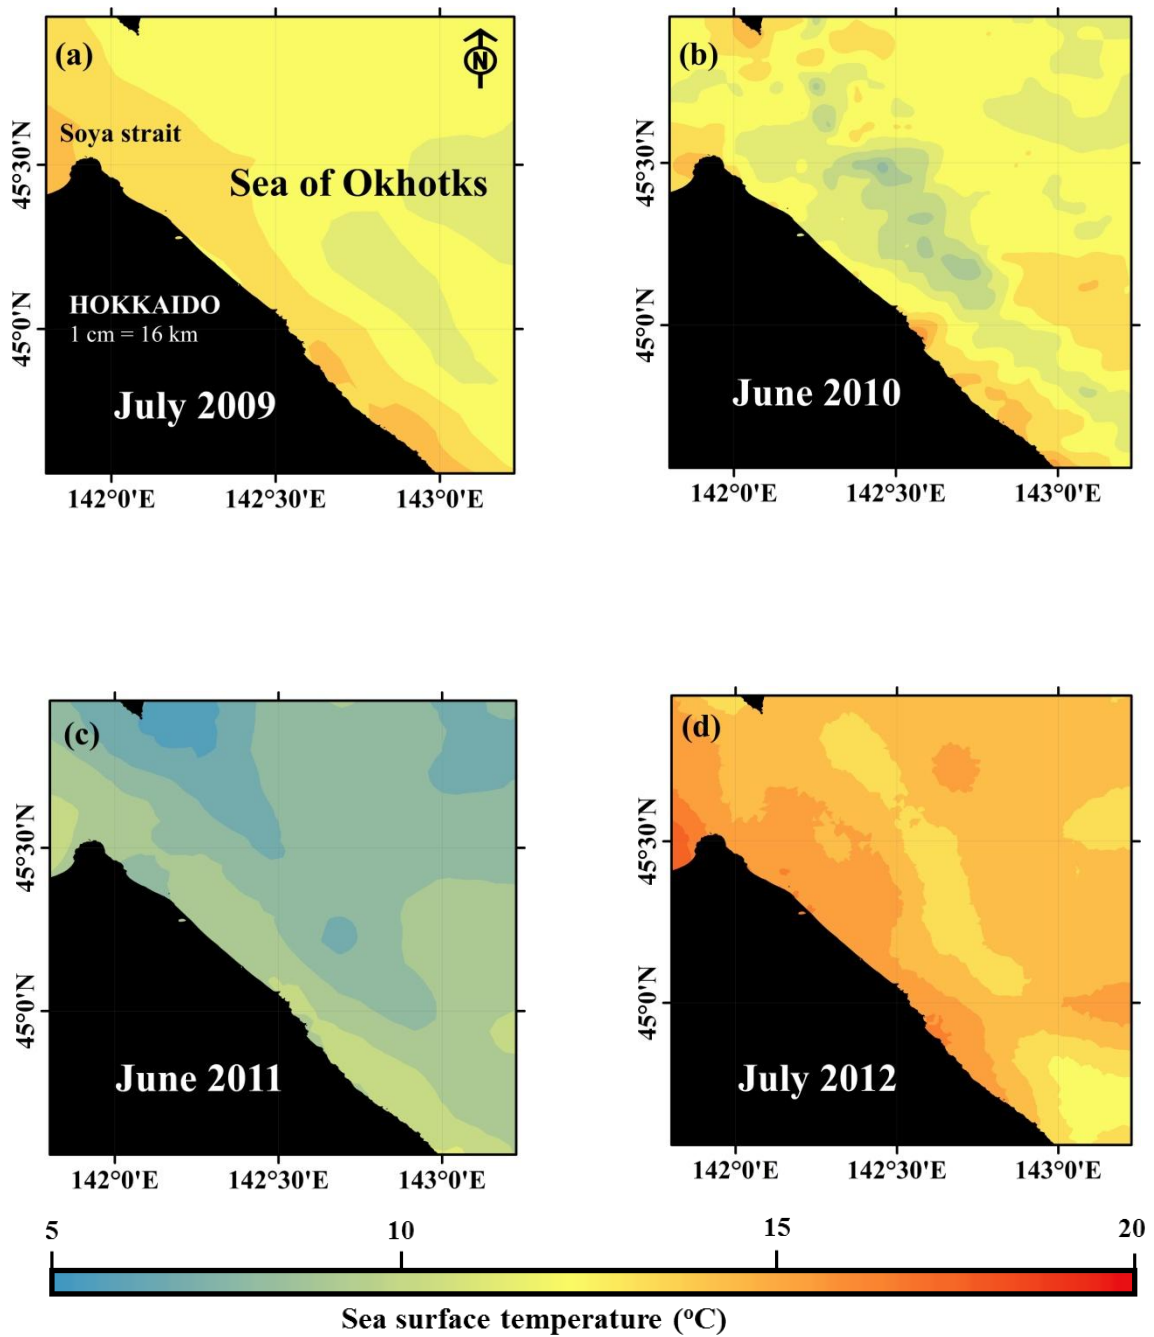 (a)
N
Soya strait
Sea of Okhotks
HOKKAIDO
1 cm = 16 km
July 2009
45°30'N
45°0'N
142°0'E 142°30'E 143°0'E
(b)
June 2010
45°30'N
45°0'N
142°0'E 142°30'E 143°0'E
(c)
June 2011
45°30'N
45°0'N
142°0'E 142°30'E 143°0'E
(d)
July 2012
45°30'N
45°0'N
142°0'E 142°30'E 143°0'E
5 10 15 20
Sea surface temperature (°C)